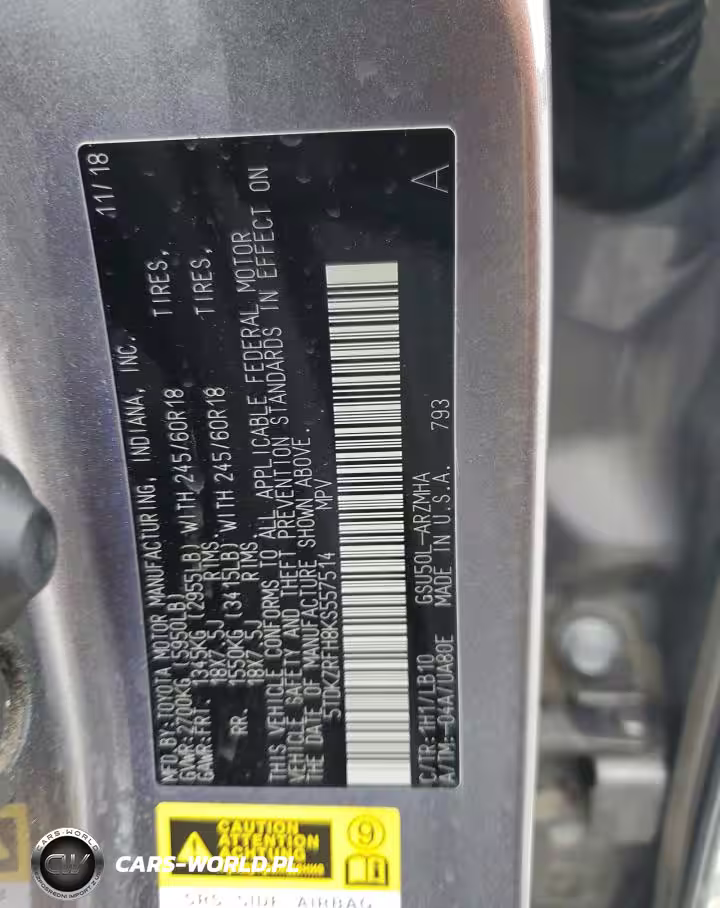 MFD.BY:TOYOTA MOTOR MANUFACTURING, INDIANA, INC. 11/18
GVWR:2700KG (5950LB)
GAWR:FRT. 1345KG (2955LB) WITH 245/60R18 TIRES,
18X7.5J RIMS.
RR. 1550KG (3415LB) WITH 245/60R18 TIRES,
18X7.5J RIMS.
THIS VEHICLE CONFORMS TO ALL APPLICABLE FEDERAL MOTOR
VEHICLE SAFETY AND THEFT PREVENTION STANDARDS IN EFFECT ON
THE DATE OF MANUFACTURE SHOWN ABOVE.
5TDKZRFH8KS557514 MPV
C/TR:1H1/LB10 GSU50L-ARZMHA A
A/TM:-04A/UA80E MADE IN U.S.A. 793
CAUTION
ATTENTION
9
SRS SIDE AIRBAG
CARS-WORLD
CW
CARS-WORLD.PL